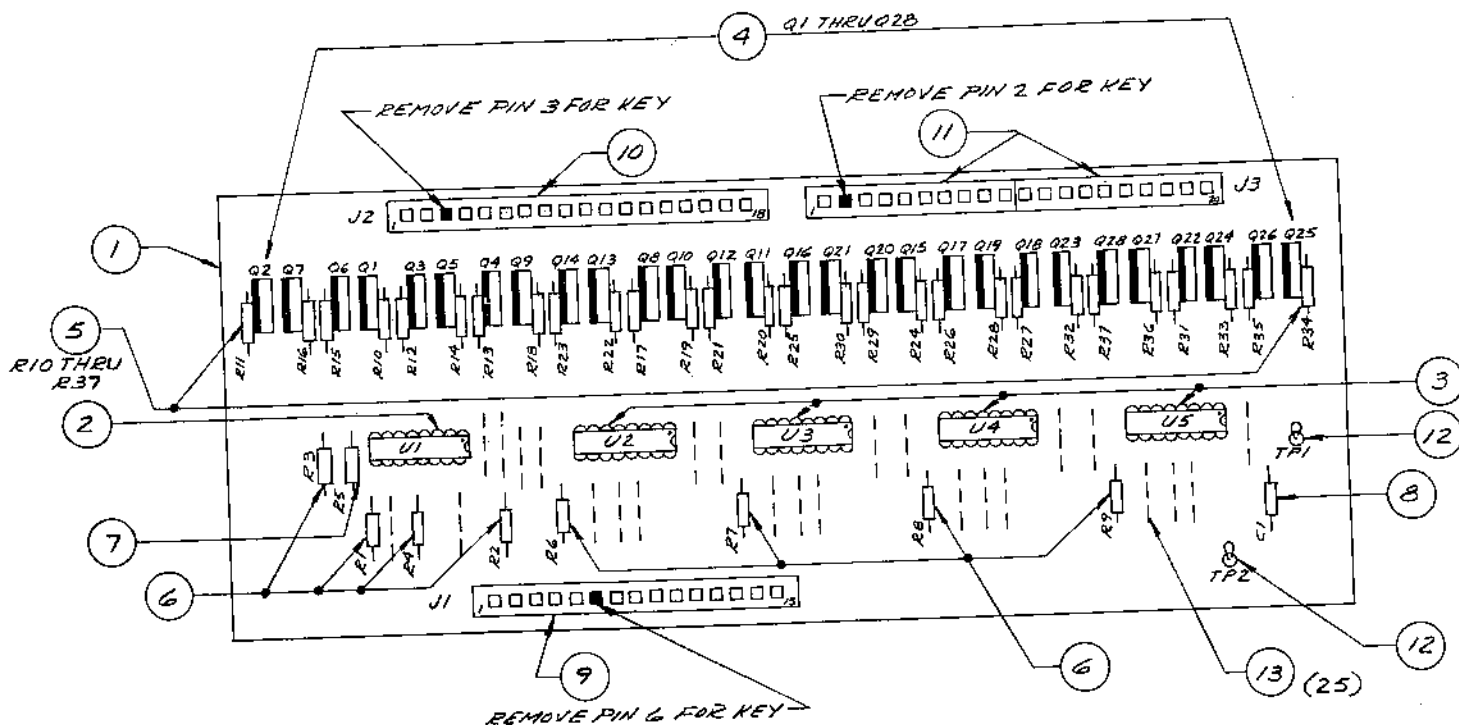 4 Q1 THRU Q28
REMOVE PIN 3 FOR KEY
REMOVE PIN 2 FOR KEY
10
11
J2 1 18
1 20 J3
1
Q2 Q7 Q6 Q1 Q3 Q5 Q4 Q9 Q14 Q13 Q8 Q10 Q12 Q11 Q16 Q21 Q20 Q15 Q17 Q19 Q18 Q23 Q28 Q27 Q22 Q24 Q26 Q25
5
R10 THRU
R37
R11 R16 R15 R10 R12 R14 R13 R18 R23 R22 R17 R19 R21 R20 R25 R30 R29 R24 R26 R28 R27 R32 R37 R36 R31 R33 R35 R34
2
3
U1 U2 U3 U4 U5
TP1
12
R3 R5
7
R1 R4 R2 R6 R7 R8 R9 C1
8
TP2
12
6
J1 1 15
9
6
13 (25)
REMOVE PIN 6 FOR KEY